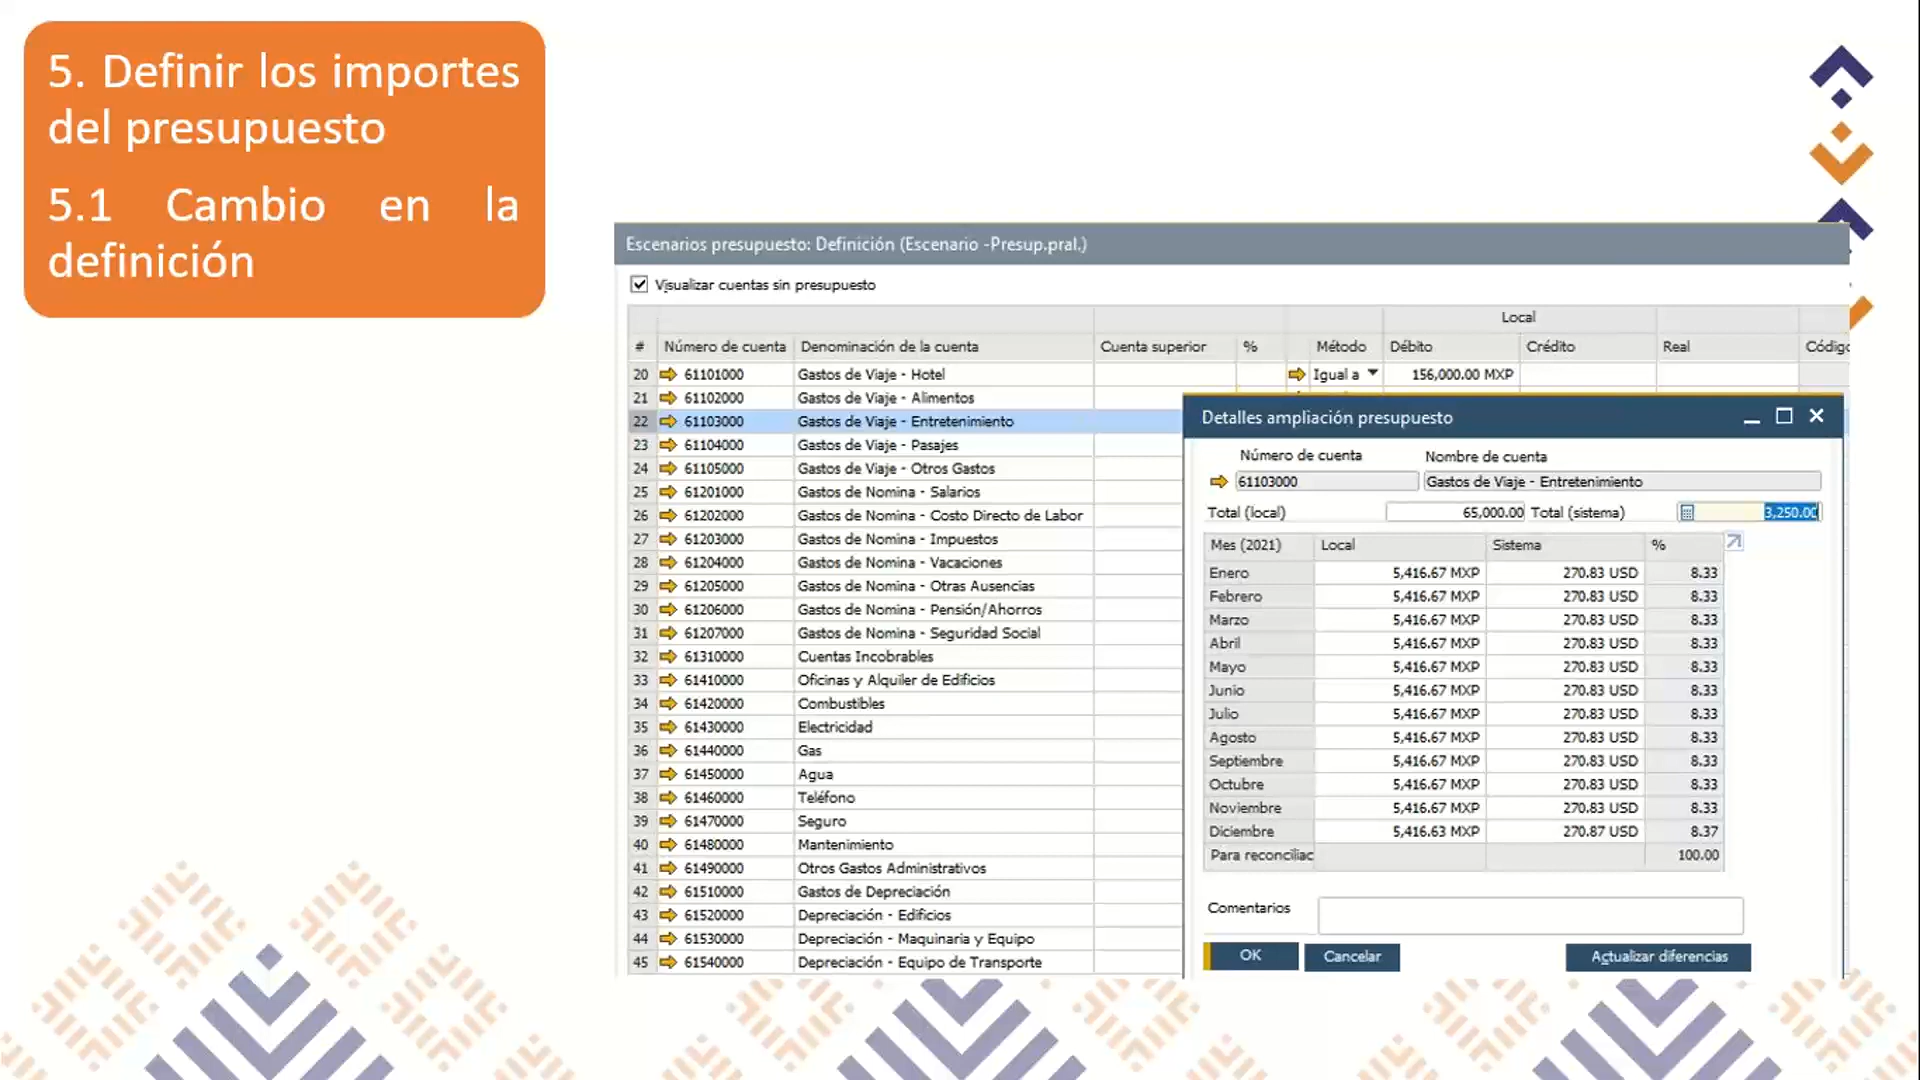 5. Definir los importes
del presupuesto
5.1 Cambio en la
definición
Escenarios presupuesto: Definición (Escenario -Presup.pral.)
Visualizar cuentas sin presupuesto
Local
# Número de cuenta Denominación de la cuenta Cuenta superior % Método Débito Crédito Real Código
20 61101000 Gastos de Viaje - Hotel Igual a 156,000.00 MXP
21 61102000 Gastos de Viaje - Alimentos
22 61103000 Gastos de Viaje - Entretenimiento
23 61104000 Gastos de Viaje - Pasajes
24 61105000 Gastos de Viaje - Otros Gastos
25 61201000 Gastos de Nomina - Salarios
26 61202000 Gastos de Nomina - Costo Directo de Labor
27 61203000 Gastos de Nomina - Impuestos
28 61204000 Gastos de Nomina - Vacaciones
29 61205000 Gastos de Nomina - Otras Ausencias
30 61206000 Gastos de Nomina - Pensión/Ahorros
31 61207000 Gastos de Nomina - Seguridad Social
32 61310000 Cuentas Incobrables
33 61410000 Oficinas y Alquiler de Edificios
34 61420000 Combustibles
35 61430000 Electricidad
36 61440000 Gas
37 61450000 Agua
38 61460000 Teléfono
39 61470000 Seguro
40 61480000 Mantenimiento
41 61490000 Otros Gastos Administrativos
42 61510000 Gastos de Depreciación
43 61520000 Depreciación - Edificios
44 61530000 Depreciación - Maquinaria y Equipo
45 61540000 Depreciación - Equipo de Transporte
Detalles ampliación presupuesto
Número de cuenta Nombre de cuenta
61103000 Gastos de Viaje - Entretenimiento
Total (local) 65,000.00 Total (sistema) 3,250.00
Mes (2021) Local Sistema %
Enero 5,416.67 MXP 270.83 USD 8.33
Febrero 5,416.67 MXP 270.83 USD 8.33
Marzo 5,416.67 MXP 270.83 USD 8.33
Abril 5,416.67 MXP 270.83 USD 8.33
Mayo 5,416.67 MXP 270.83 USD 8.33
Junio 5,416.67 MXP 270.83 USD 8.33
Julio 5,416.67 MXP 270.83 USD 8.33
Agosto 5,416.67 MXP 270.83 USD 8.33
Septiembre 5,416.67 MXP 270.83 USD 8.33
Octubre 5,416.67 MXP 270.83 USD 8.33
Noviembre 5,416.67 MXP 270.83 USD 8.33
Diciembre 5,416.63 MXP 270.87 USD 8.37
Para reconciliac 100.00
Comentarios
OK Cancelar Actualizar diferencias